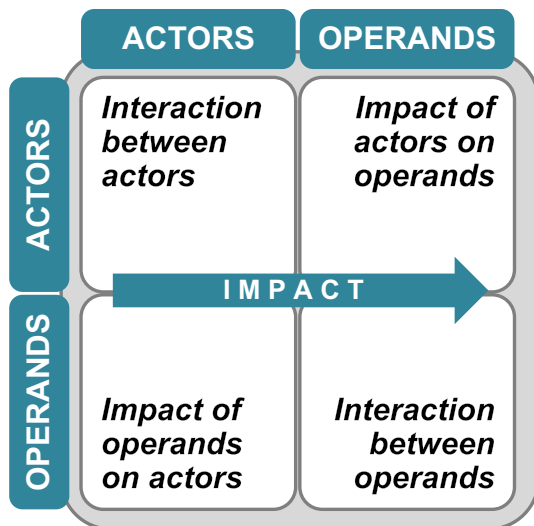 ACTORS
OPERANDS
ACTORS
Interaction
between
actors
Impact of
actors on
operands
IMPACT
OPERANDS
Impact of
operands
on actors
Interaction
between
operands